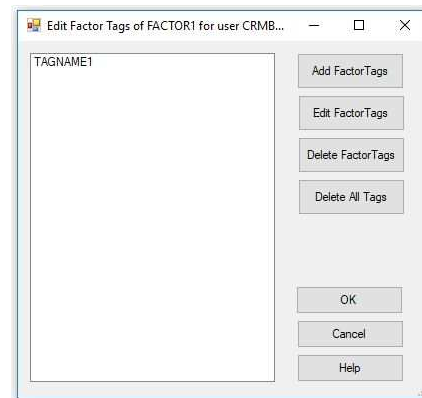 Edit Factor Tags of FACTOR1 for user CRMB...
TAGNAME1
Add FactorTags
Edit FactorTags
Delete FactorTags
Delete All Tags
OK
Cancel
Help